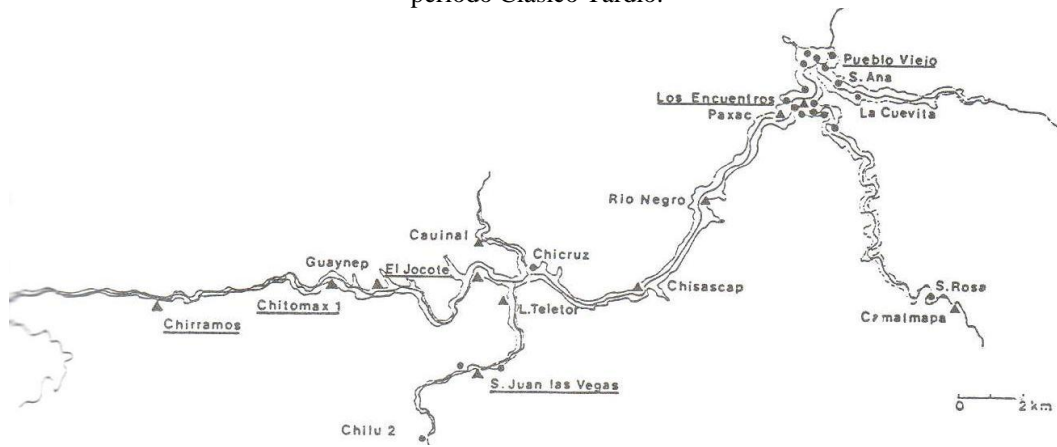 período Clásico Tardío.
Pueblo Viejo
S. Ana
Los Encuentros
Paxac
La Cuevita
Rio Negro
Cauinal
Chicruz
Guaynep
El Jocote
Chisascap
S. Rosa
Chitomax 1
L. Teletor
Camalmapa
Chirramos
S. Juan las Vegas
0 2 km
Chilu 2